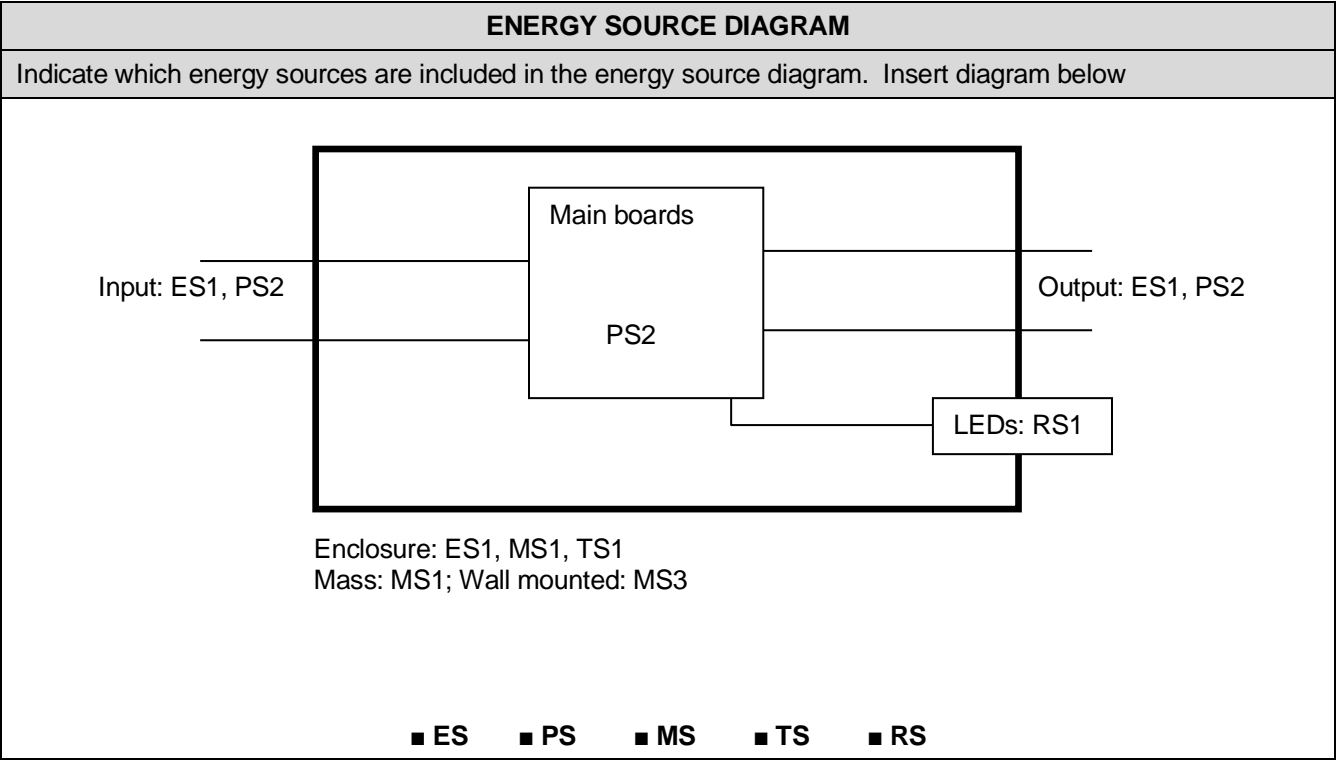 ENERGY SOURCE DIAGRAM
Indicate which energy sources are included in the energy source diagram. Insert diagram below
Main boards
Input: ES1, PS2
Output: ES1, PS2
PS2
LEDs: RS1
Enclosure: ES1, MS1, TS1
Mass: MS1; Wall mounted: MS3
■ ES ■ PS ■ MS ■ TS ■ RS